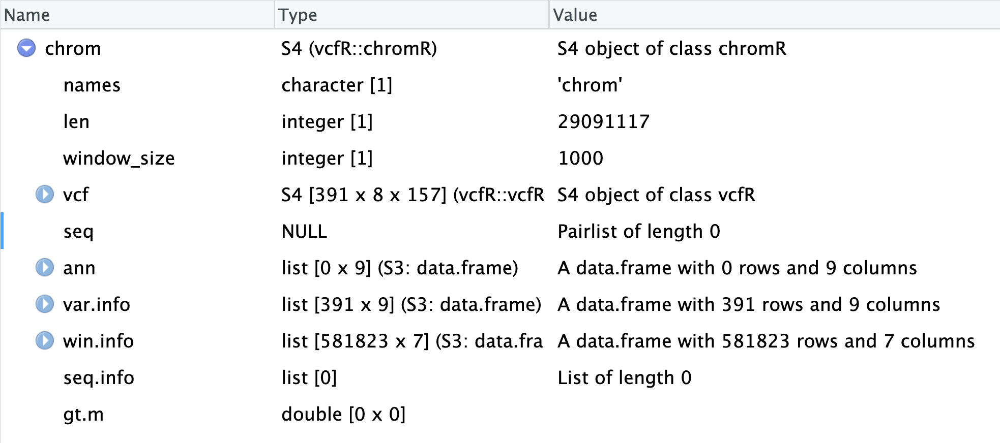 Name Type Value
chrom S4 (vcfR::chromR) S4 object of class chromR
names character [1] 'chrom'
len integer [1] 29091117
window_size integer [1] 1000
vcf S4 [391 x 8 x 157] (vcfR::vcfR S4 object of class vcfR
seq NULL Pairlist of length 0
ann list [0 x 9] (S3: data.frame) A data.frame with 0 rows and 9 columns
var.info list [391 x 9] (S3: data.frame) A data.frame with 391 rows and 9 columns
win.info list [581823 x 7] (S3: data.fra A data.frame with 581823 rows and 7 columns
seq.info list [0] List of length 0
gt.m double [0 x 0]